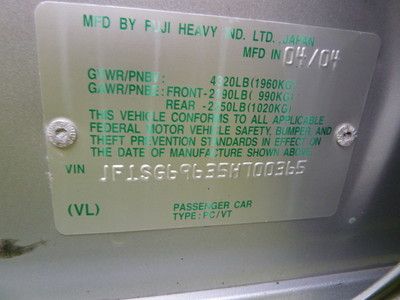 MFD BY FUJI HEAVY IND. LTD. JAPAN
MFD IN 04/04
GVWR/PNBV: 4320LB(1960KG)
GAWR/PNBE:FRONT-2190LB( 990KG)
REAR -2250LB(1020KG)
THIS VEHICLE CONFORMS TO ALL APPLICABLE
FEDERAL MOTOR VEHICLE SAFETY, BUMPER, AND
THEFT PREVENTION STANDARDS IN EFFECT ON
THE DATE OF MANUFACTURE SHOWN ABOVE.
VIN
(VL)
PASSENGER CAR
TYPE:PC/VT